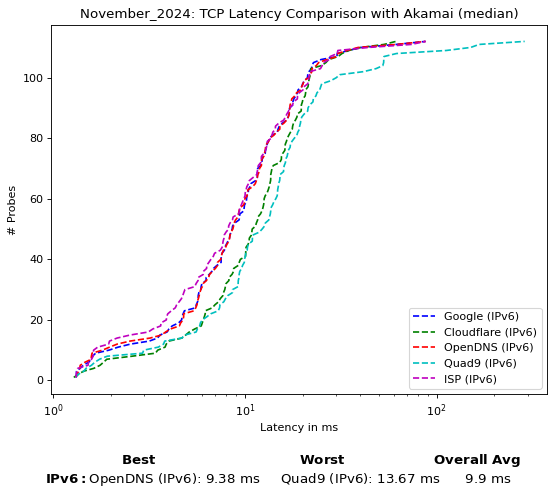 November_2024: TCP Latency Comparison with Akamai (median)
# Probes
100
80
60
40
20
0
10⁰ 10¹ 10²
Latency in ms
Google (IPv6)
Cloudflare (IPv6)
OpenDNS (IPv6)
Quad9 (IPv6)
ISP (IPv6)
Best Worst Overall Avg
IPv6: OpenDNS (IPv6): 9.38 ms Quad9 (IPv6): 13.67 ms 9.9 ms